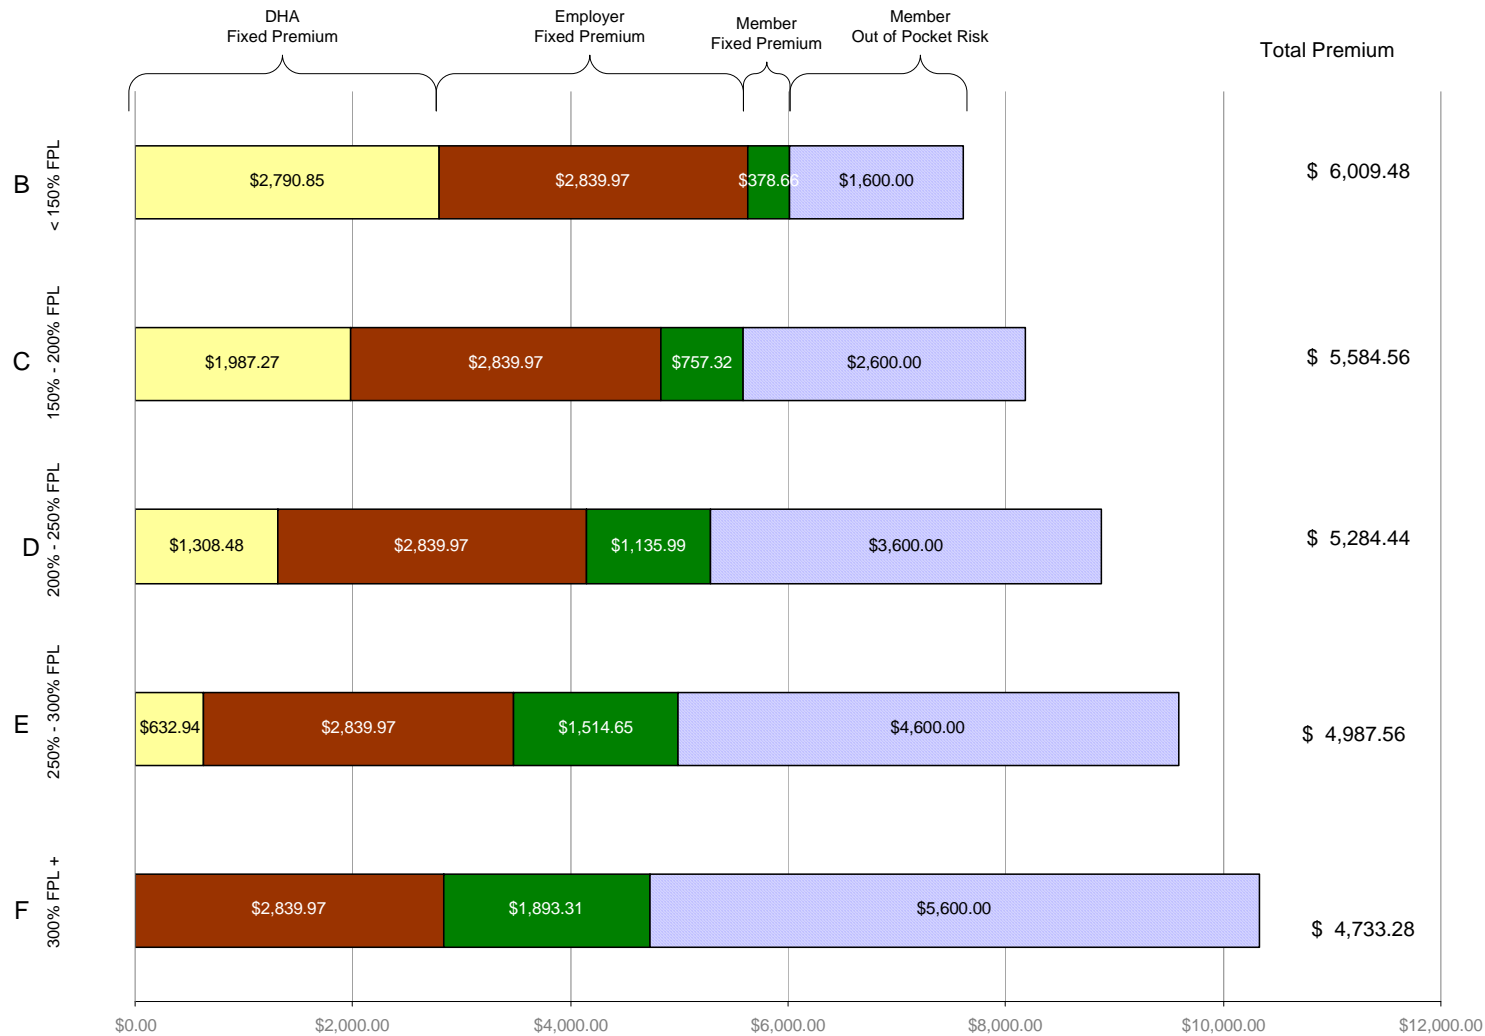 DHA
Fixed Premium
Employer
Fixed Premium
Member
Fixed Premium
Member
Out of Pocket Risk
Total Premium
B
< 150% FPL
$2,790.85
$2,839.97
$378.66
$1,600.00
$ 6,009.48
C
150% - 200% FPL
$1,987.27
$2,839.97
$757.32
$2,600.00
$ 5,584.56
D
200% - 250% FPL
$1,308.48
$2,839.97
$1,135.99
$3,600.00
$ 5,284.44
E
250% - 300% FPL
$632.94
$2,839.97
$1,514.65
$4,600.00
$ 4,987.56
F
300% FPL +
$2,839.97
$1,893.31
$5,600.00
$ 4,733.28
$0.00
$2,000.00
$4,000.00
$6,000.00
$8,000.00
$10,000.00
$12,000.00